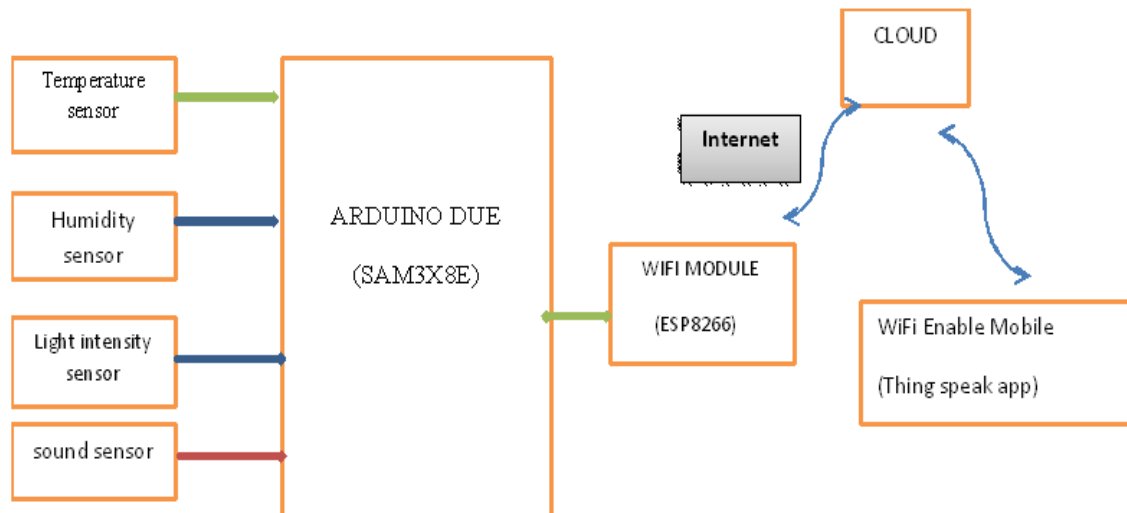 Temperature
sensor
Humidity
sensor
Light intensity
sensor
sound sensor
ARDUINO DUE
(SAM3X8E)
WIFI MODULE
(ESP8266)
Internet
CLOUD
WiFi Enable Mobile
(Thing speak app)